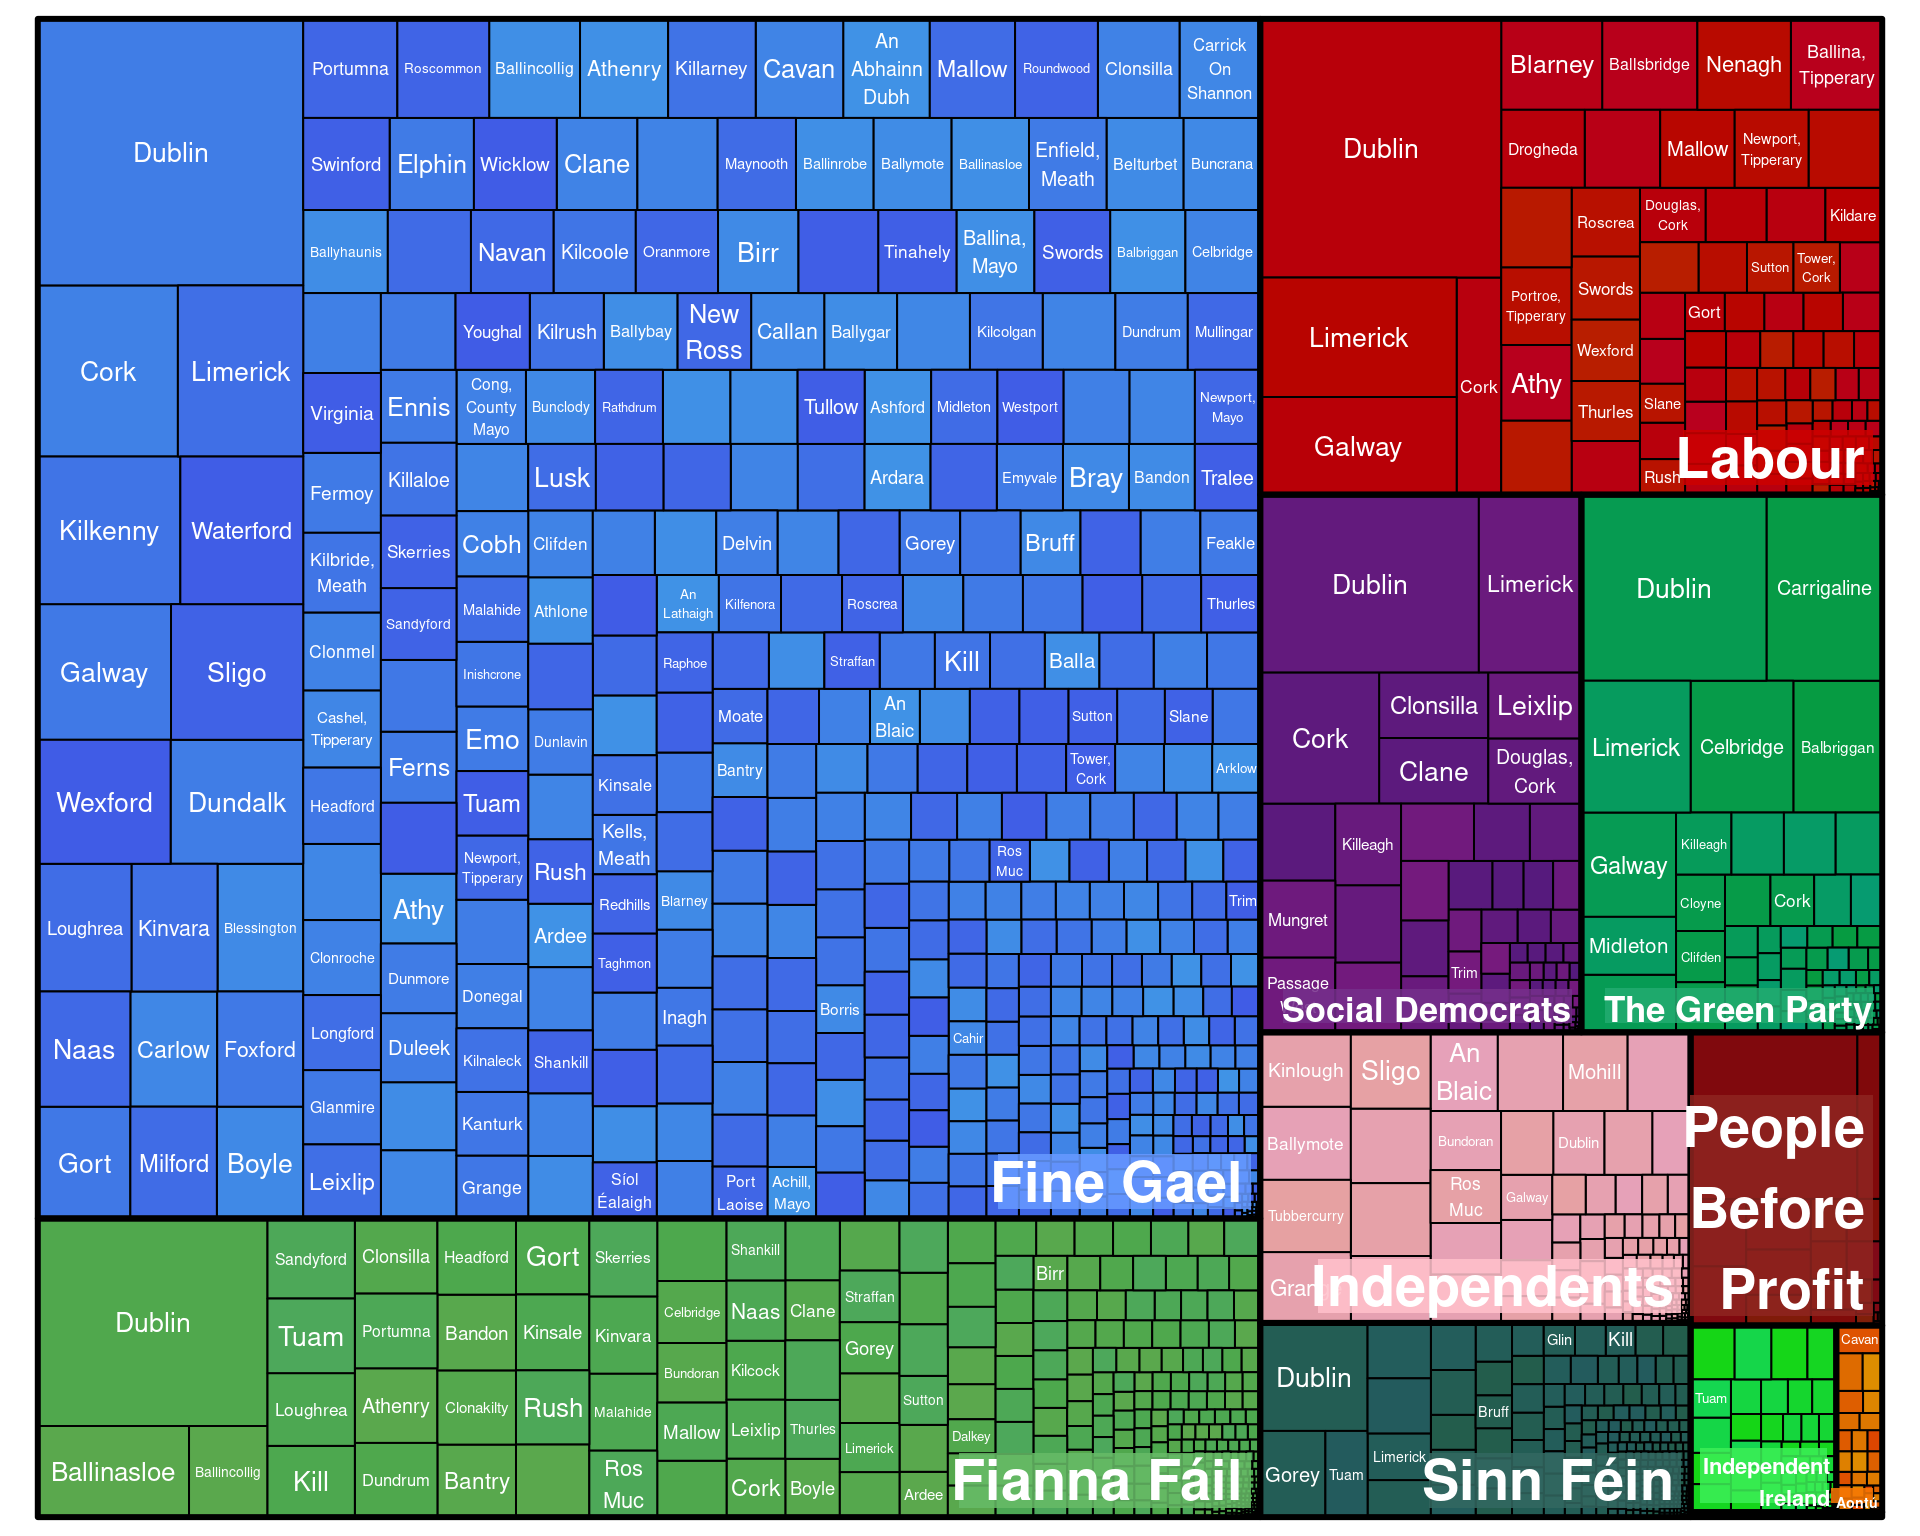 Dublin
Portumna
Roscommon
Ballincollig
Athenry
Killarney
Cavan
An
Abhainn
Dubh
Mallow
Roundwood
Clonsilla
Carrick
On
Shannon
Swinford
Elphin
Wicklow
Clane
Maynooth
Ballinrobe
Ballymote
Ballinasloe
Enfield,
Meath
Belturbet
Buncrana
Ballyhaunis
Navan
Kilcoole
Oranmore
Birr
Tinahely
Ballina,
Mayo
Swords
Balbriggan
Celbridge
Cork
Limerick
Youghal
Kilrush
Ballybay
New
Ross
Callan
Ballygar
Kilcolgan
Dundrum
Mullingar
Virginia
Ennis
Cong,
County
Mayo
Bunclody
Rathdrum
Tullow
Ashford
Midleton
Westport
Newport,
Mayo
Kilkenny
Waterford
Fermoy
Killaloe
Lusk
Ardara
Emyvale
Bray
Bandon
Tralee
Kilbride,
Meath
Skerries
Cobh
Clifden
Delvin
Gorey
Bruff
Feakle
Sandyford
Malahide
Athlone
An
Lathaigh
Kilfenora
Roscrea
Thurles
Galway
Sligo
Clonmel
Inishcrone
Raphoe
Straffan
Kill
Balla
Cashel,
Tipperary
Emo
Dunlavin
Moate
An
Blaic
Sutton
Slane
Wexford
Dundalk
Headford
Ferns
Tuam
Kinsale
Bantry
Tower,
Cork
Arklow
Newport,
Tipperary
Rush
Kells,
Meath
Ros
Muc
Loughrea
Kinvara
Blessington
Athy
Ardee
Redhills
Blarney
Trim
Clonroche
Dunmore
Donegal
Taghmon
Inagh
Borris
Cahir
Naas
Carlow
Foxford
Longford
Duleek
Kilnaleck
Shankill
Glanmire
Kanturk
Gort
Milford
Boyle
Leixlip
Grange
Síol
Éalaigh
Port
Laoise
Achill,
Mayo
Fine Gael
Dublin
Blarney
Ballsbridge
Nenagh
Ballina,
Tipperary
Drogheda
Mallow
Newport,
Tipperary
Roscrea
Douglas,
Cork
Kildare
Limerick
Cork
Portroe,
Tipperary
Swords
Sutton
Tower,
Cork
Gort
Wexford
Galway
Athy
Thurles
Slane
Rush
Labour
Dublin
Limerick
Cork
Clonsilla
Leixlip
Clane
Douglas,
Cork
Killeagh
Mungret
Passage
Trim
Social Democrats
Dublin
Carrigaline
Limerick
Celbridge
Balbriggan
Galway
Killeagh
Cloyne
Cork
Midleton
Clifden
The Green Party
Kinlough
Sligo
An
Blaic
Mohill
Ballymote
Bundoran
Dublin
Tubbercurry
Ros
Muc
Galway
Grange
Independents
People
Before
Profit
Dublin
Sandyford
Clonsilla
Headford
Gort
Skerries
Shankill
Birr
Tuam
Portumna
Bandon
Kinsale
Kinvara
Celbridge
Naas
Clane
Straffan
Gorey
Loughrea
Athenry
Clonakilty
Rush
Malahide
Bundoran
Kilcock
Sutton
Mallow
Leixlip
Thurles
Limerick
Dalkey
Ballinasloe
Ballincollig
Kill
Dundrum
Bantry
Ros
Muc
Cork
Boyle
Ardee
Fianna Fáil
Dublin
Glin
Kill
Bruff
Gorey
Tuam
Limerick
Sinn Féin
Tuam
Independent
Ireland
Cavan
Aontú